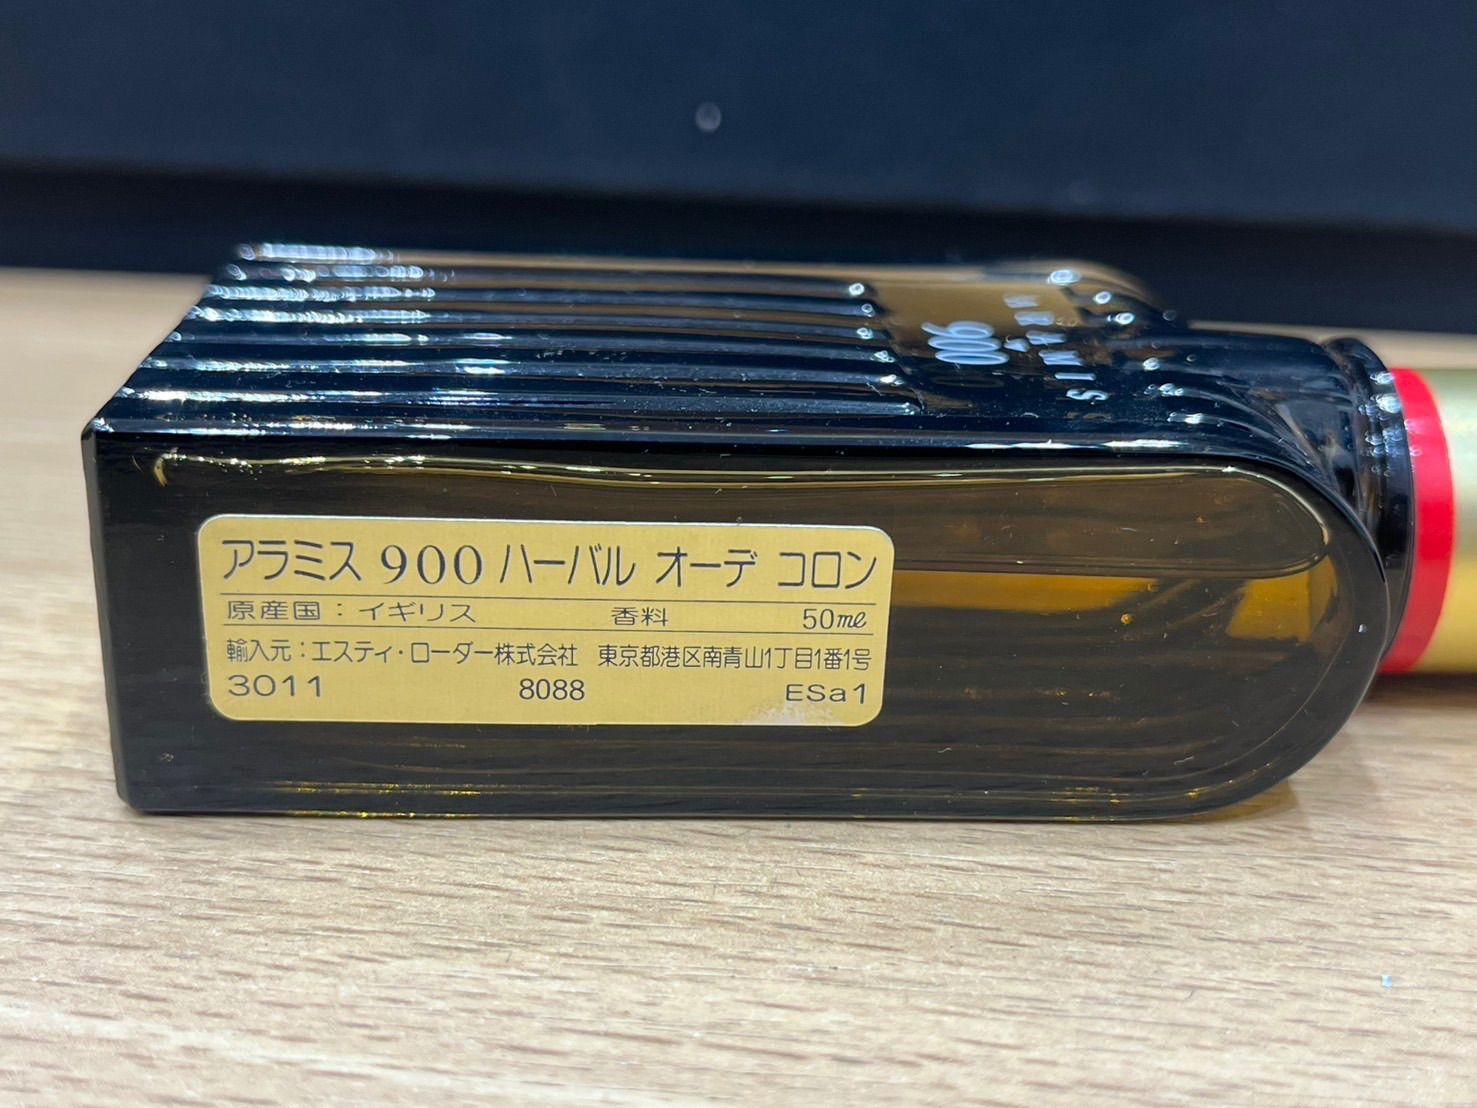 アラミス 900 ハーバル オーデ コロン
原産国：イギリス 香料 50ml
輸入元：エスティ・ローダー株式会社 東京都港区南青山1丁目1番1号
3011 8088 ESa1
ARAMIS
900